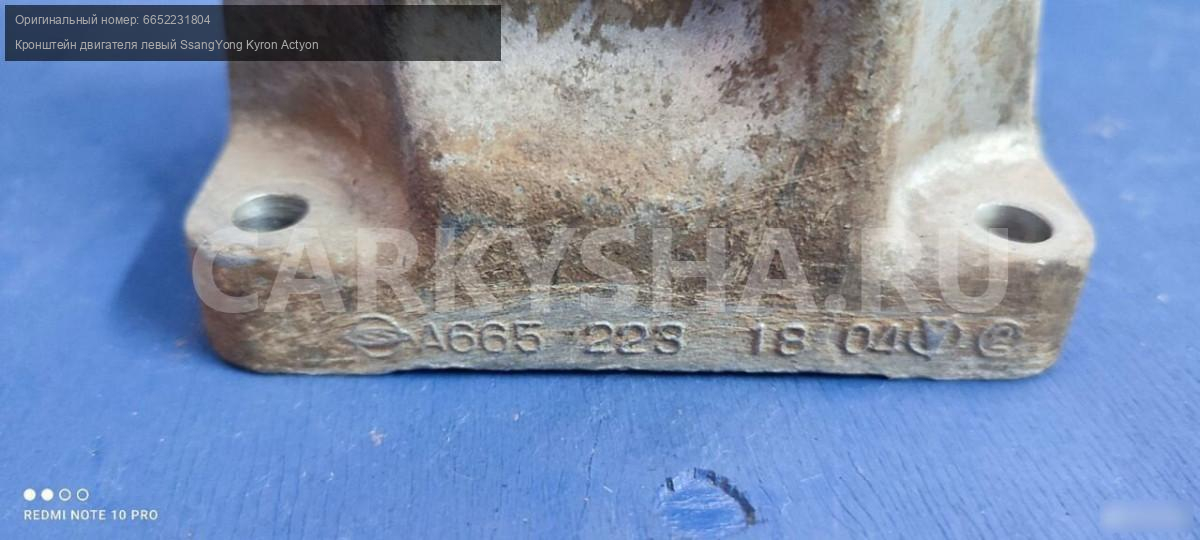 Оригинальный номер: 6652231804
Кронштейн двигателя левый SsangYong Kyron Actyon
CARKYSHA.RU
A665 223 18 04
REDMI NOTE 10 PRO